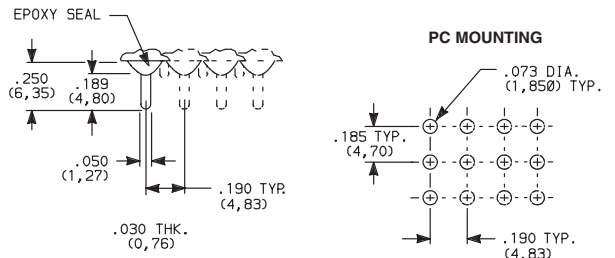 EPOXY SEAL
.250
(6,35)
.189
(4,80)
.050
(1,27)
.190 TYP.
(4,83)
.030 THK.
(0,76)
PC MOUNTING
.073 DIA.
(1,85Ø) TYP.
.185 TYP.
(4,70)
.190 TYP.
(4,83)